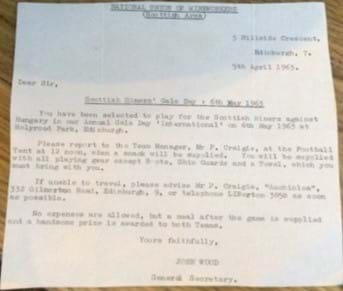 NATIONAL UNION OF MINEWORKERS
(Scottish Area)
5 Hillside Crescent,
Edinburgh, 7.
9th April 1963.
Dear Sir,
Scottish Miners' Gala Day : 6th May 1963
You have been selected to play for the Scottish Miners against
Hungary in our Annual Gala Day 'International' on 6th May 1963 at
Holyrood Park, Edinburgh.
Please report to the Team Manager, Mr P. Craigie, at the Football
Tent at 12 noon, when a snack will be supplied. You will be supplied
with all playing gear except Boots, Shin Guards and a Towel, which you
must bring with you.
If unable to travel, please advise Mr P. Craigie,
332 Gilmerton Road, Edinburgh, 9, or telephone LIBerton 3050 as soon
as possible.
No expenses are allowed, but a meal after the game is supplied
and a handsome prize is awarded to both Teams.
Yours faithfully,
JOHN WOOD
General Secretary.